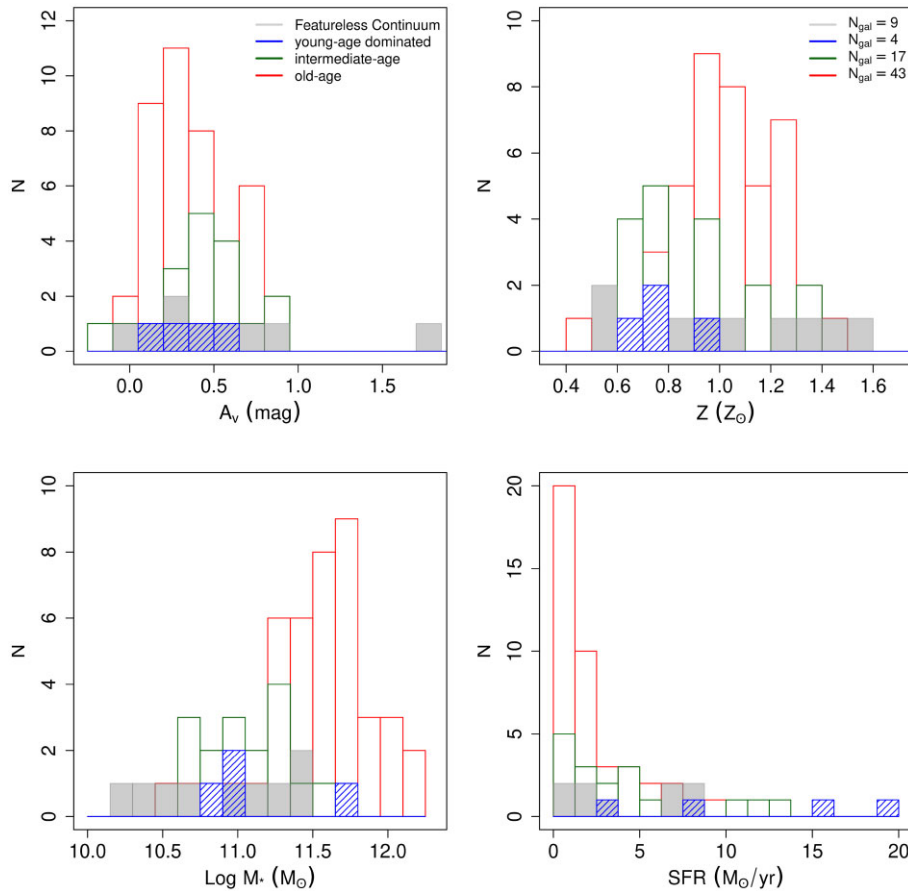 Featureless Continuum
young-age dominated
intermediate-age
old-age
N
0 2 4 6 8 10 12
0.0 0.5 1.0 1.5
Aᵥ (mag)
Ngal = 9
Ngal = 4
Ngal = 17
Ngal = 43
N
0 2 4 6 8 10
0.4 0.6 0.8 1.0 1.2 1.4 1.6
Z (Z⊙)
N
0 2 4 6 8 10
10.0 10.5 11.0 11.5 12.0
Log M* (M⊙)
N
0 5 10 15 20
0 5 10 15 20
SFR (M⊙/yr)